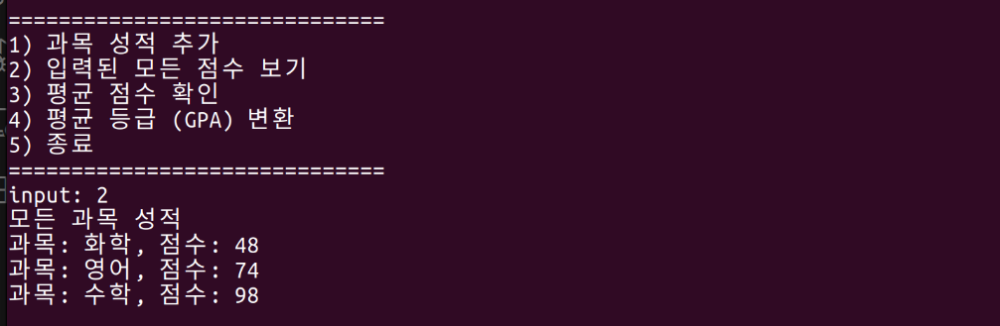 ==============================
1) 과목 성적 추가
2) 입력된 모든 점수 보기
3) 평균 점수 확인
4) 평균 등급 (GPA) 변환
5) 종료
==============================
input: 2
모든 과목 성적
과목: 화학, 점수: 48
과목: 영어, 점수: 74
과목: 수학, 점수: 98